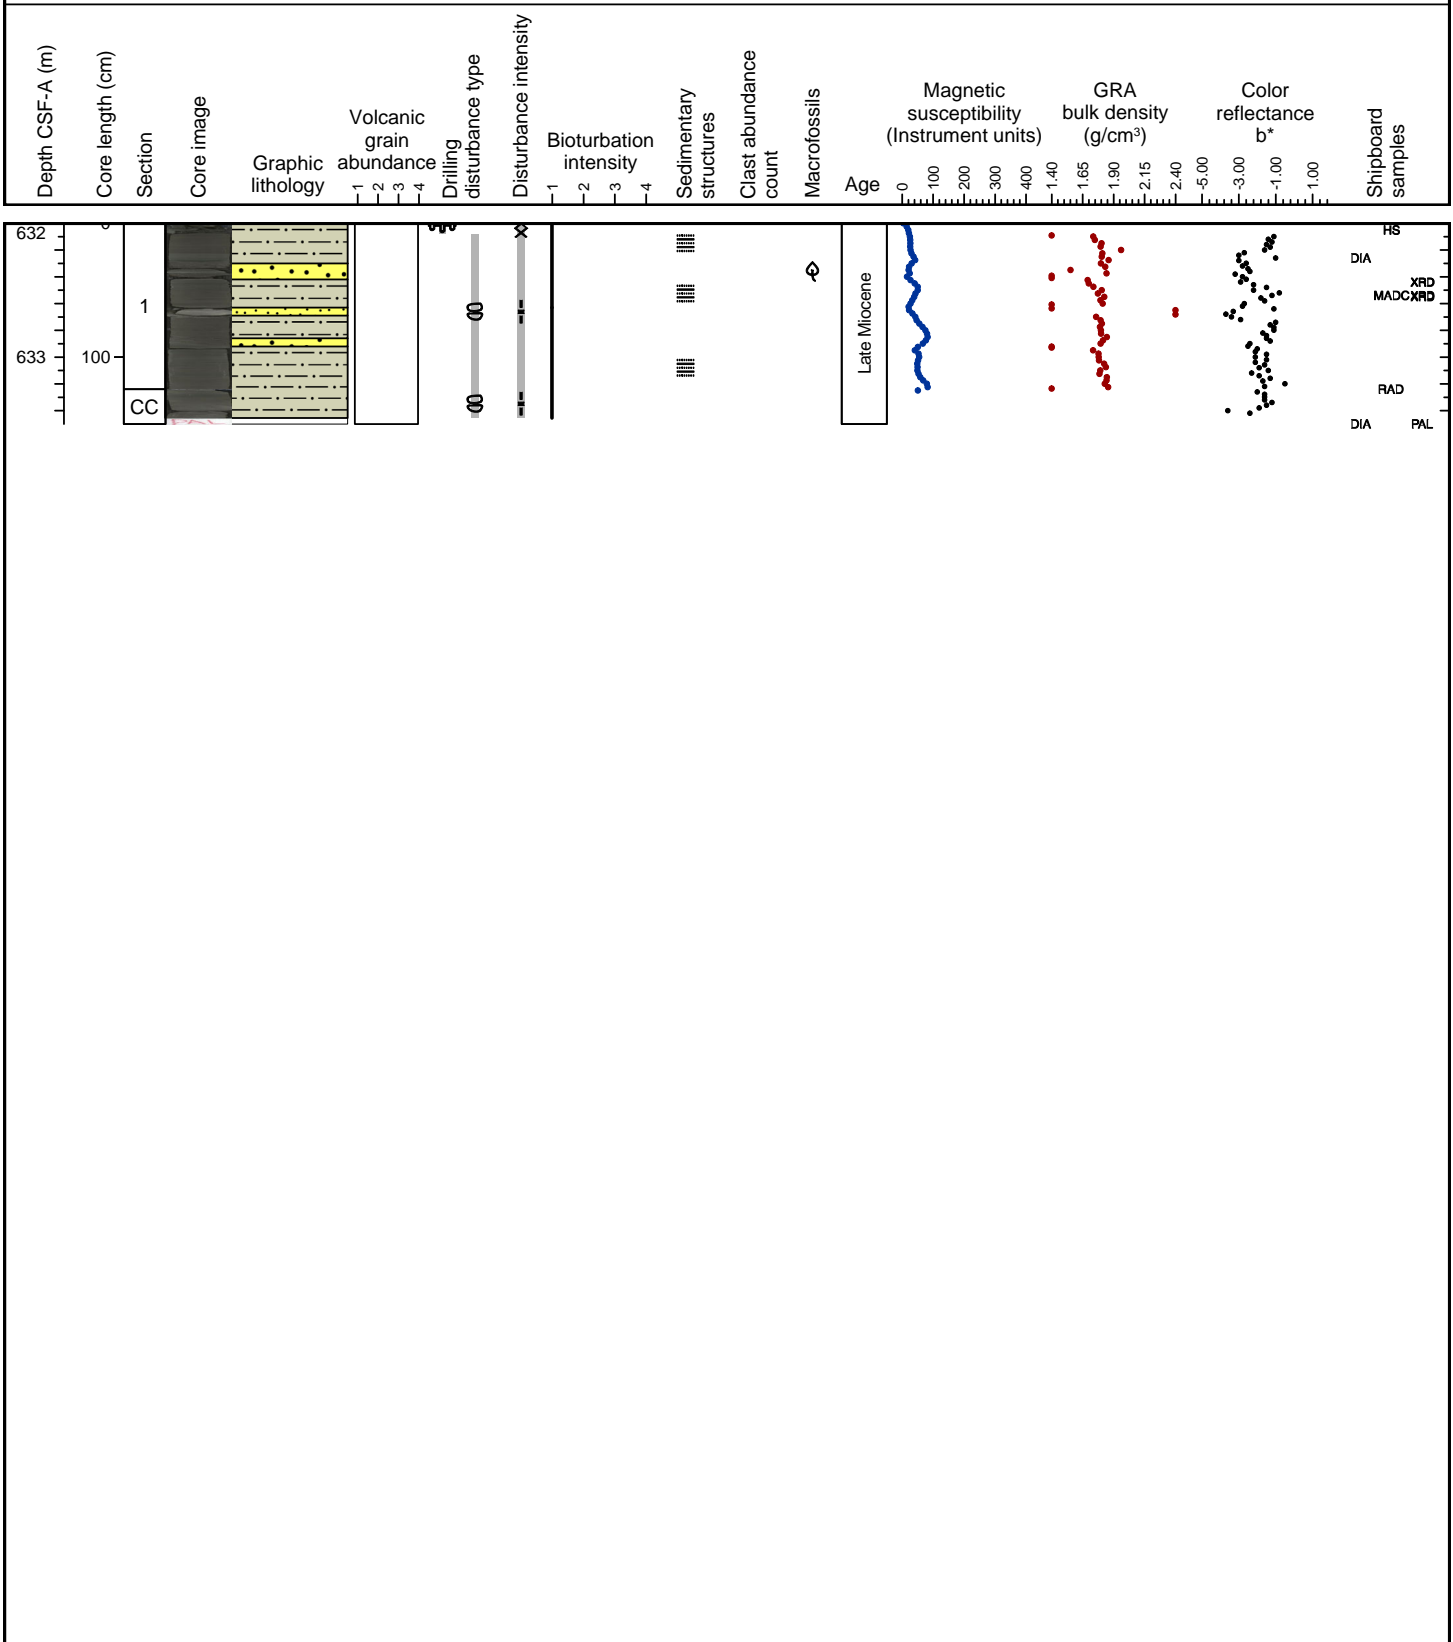 Depth CSF-A (m)
Core length (cm)
Section
Core image
Graphic
lithology
Volcanic
grain
abundance
1 2 3 4
Drilling
disturbance type
Disturbance intensity
Bioturbation
intensity
1 2 3 4
Sedimentary
structures
Clast abundance
count
Macrofossils
Age
Magnetic
susceptibility
(Instrument units)
0 100 200 300 400
GRA
bulk density
(g/cm³)
1.40 1.65 1.90 2.15 2.40
Color
reflectance
b*
-5.00 -3.00 -1.00 1.00
Shipboard
samples
632
0
HS
DIA
XRD
1
MADC XRD
Late Miocene
633
100
RAD
CC
DIA PAL
PAL